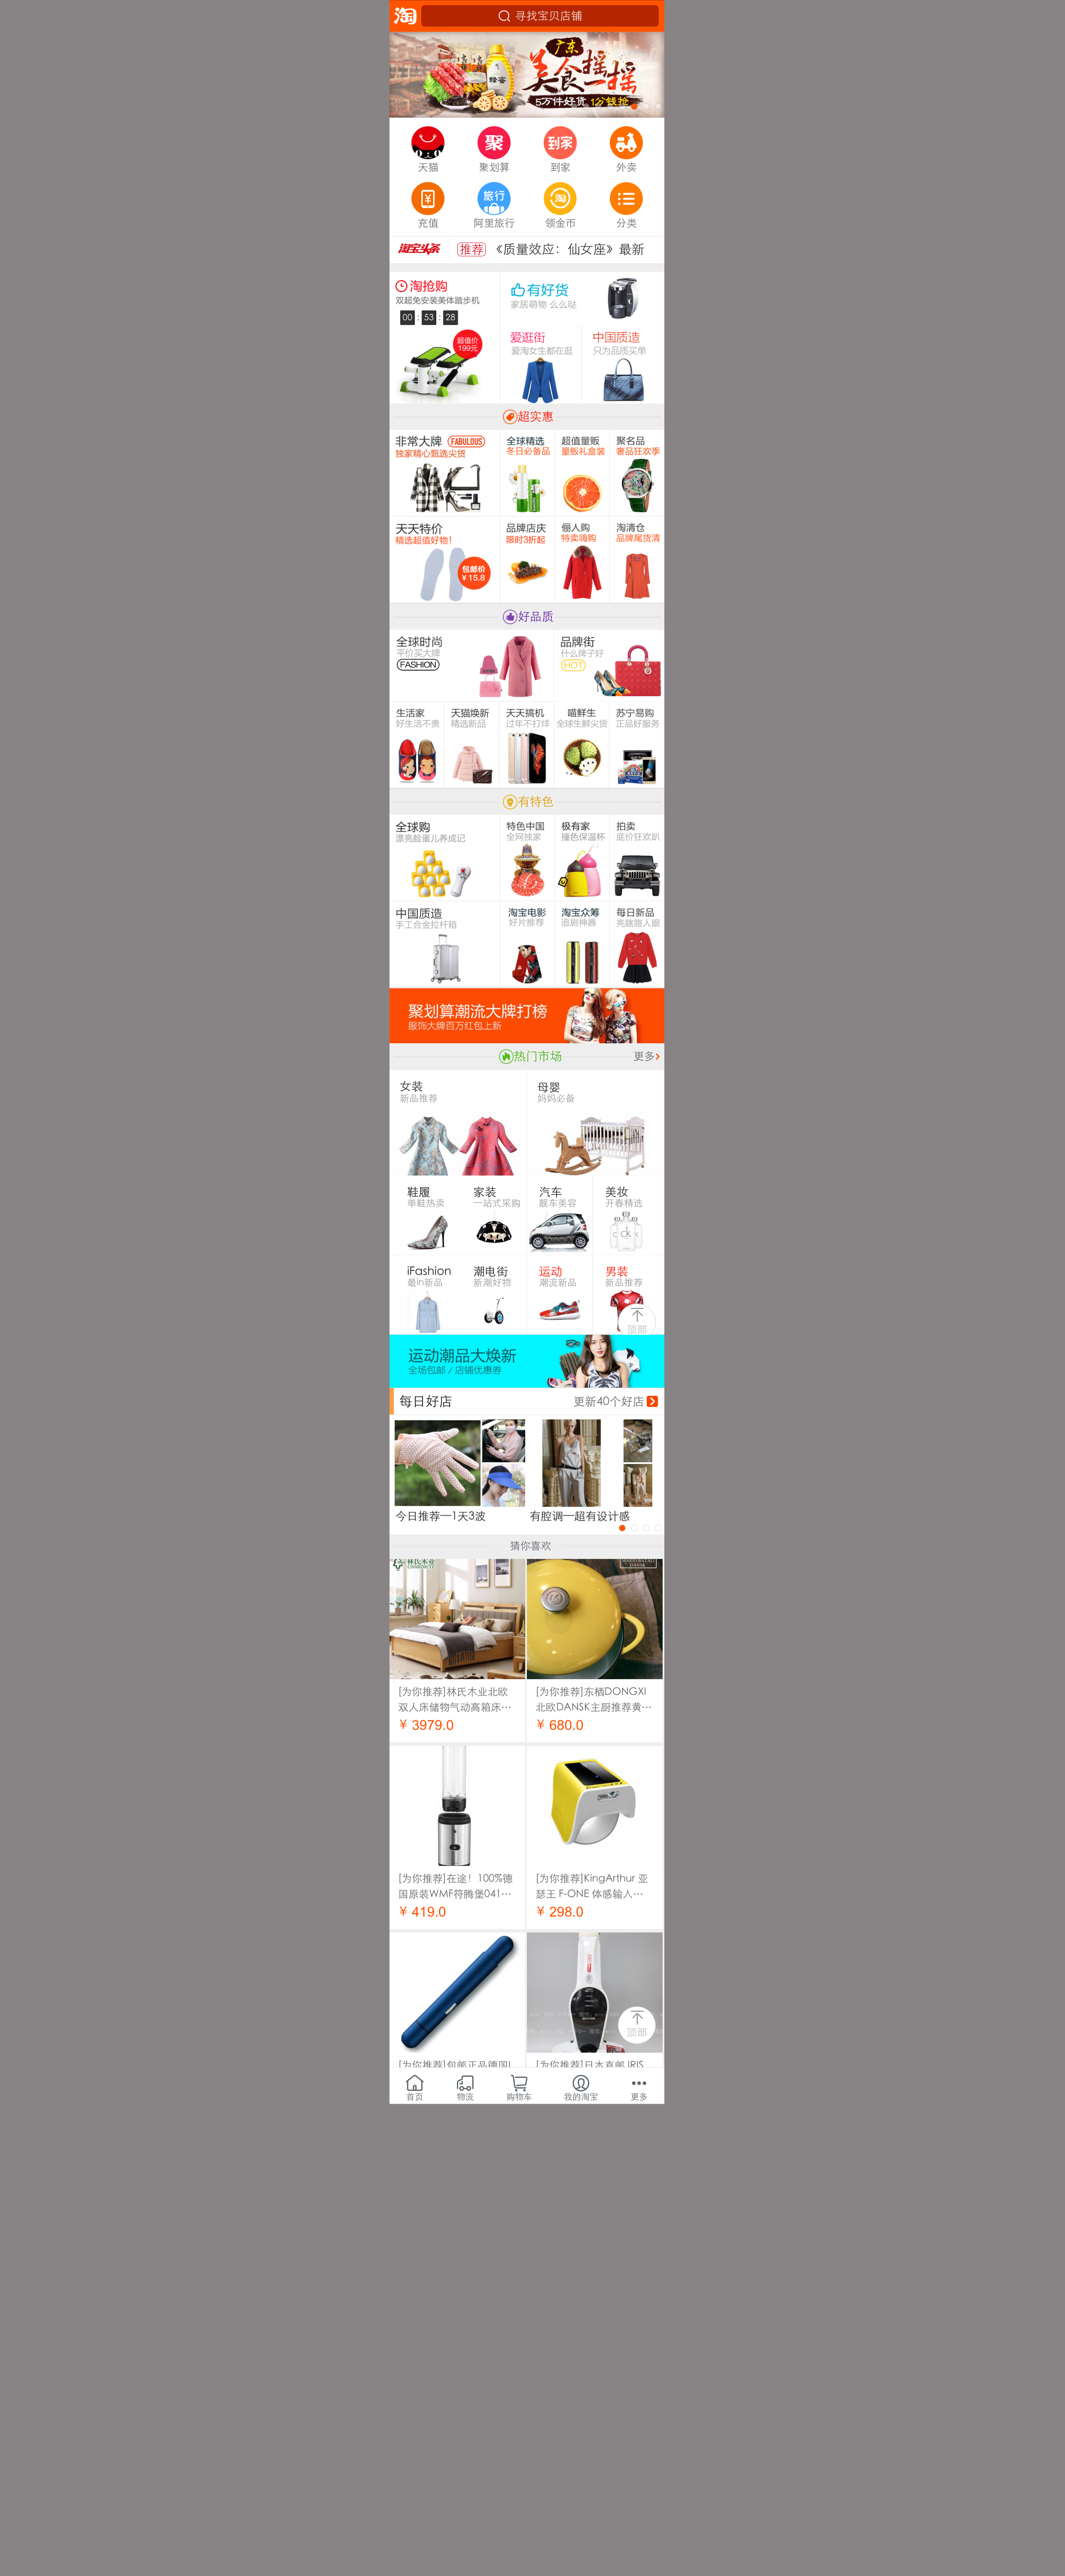 淘
寻找宝贝店铺
广东
美食摇一摇
5万件好货 1分钱抢
聚 到家
天猫 聚划算 到家 外卖
旅行 淘
充值 阿里旅行 领金币 分类
淘宝头条 推荐 《质量效应：仙女座》最新
淘抢购
双超免安装美体踏步机
00 : 53 : 28
超值价
199元
有好货
家居萌物 么么哒
爱逛街
爱淘女生都在逛
中国质造
只为品质买单
超实惠
非常大牌 FABULOUS
独家精心甄选尖货
全球精选
冬日必备品
超值量贩
量贩礼盒装
聚名品
奢品狂欢季
天天特价
精选超值好物！
包邮价
￥15.8
品牌店庆
限时3折起
俪人购
特卖嗨购
淘清仓
品牌尾货清
好品质
全球时尚
平价买大牌
FASHION
品牌街
什么牌子好
HOT
生活家
好生活不贵
天猫焕新
精选新品
天天搞机
过年不打烊
喵鲜生
全球生鲜尖货
苏宁易购
正品好服务
有特色
全球购
漂亮脸蛋儿养成记
特色中国
全网独家
极有家
撞色保温杯
拍卖
底价狂欢趴
中国质造
手工合金拉杆箱
淘宝电影
好片推荐
淘宝众筹
追剧神器
每日新品
亮瞎路人眼
聚划算潮流大牌打榜
服饰大牌百万红包上新
热门市场
更多
女装
新品推荐
母婴
妈妈必备
鞋履
单鞋热卖
家装
一站式采购
汽车
靓车美容
美妆
开春精选
ck
iFashion
最in新品
潮电街
新潮好物
运动
潮流新品
男装
新品推荐
顶部
运动潮品大焕新
全场包邮 / 店铺优惠券
每日好店
更新40个好店
今日推荐—1天3波
有腔调—超有设计感
猜你喜欢
林氏木业
[为你推荐]林氏木业北欧
双人床储物气动高箱床…
￥ 3979.0
[为你推荐]东栖DONGXI
北欧DANSK主厨推荐黄…
￥ 680.0
[为你推荐]在途！100%德
国原装WMF符腾堡041…
￥ 419.0
[为你推荐]KingArthur 亚
瑟王 F-ONE 体感输入…
￥ 298.0
顶部
[为你推荐]包邮正品德国l
[为你推荐]日本直邮 IRIS
首页 物流 购物车 我的淘宝 更多